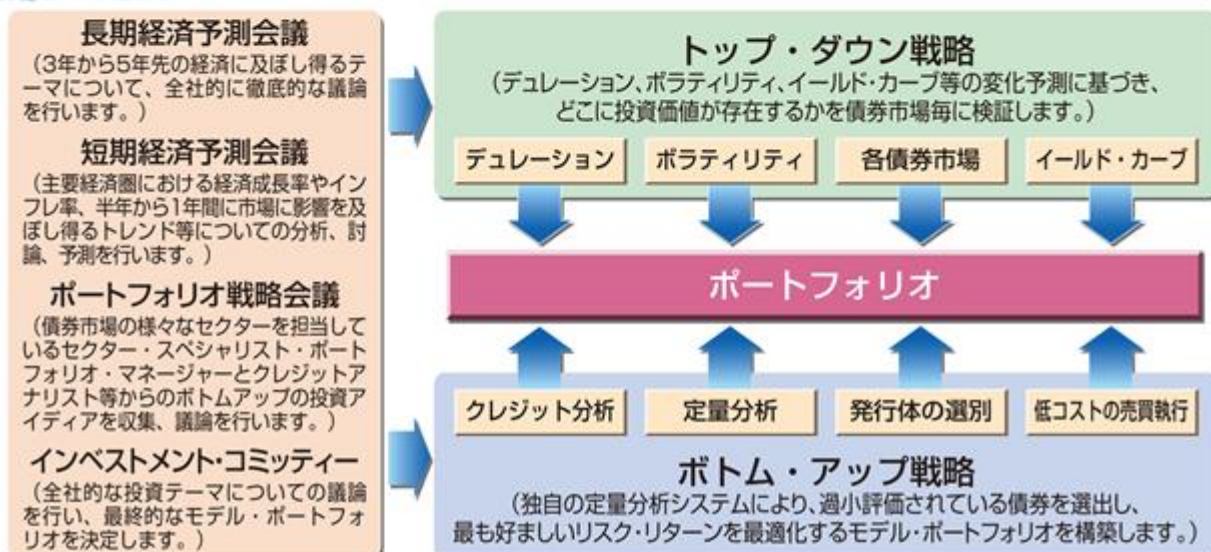 長期経済予測会議
（3年から5年先の経済に及ぼし得るテ
ーマについて、全社的に徹底的な議論
を行います。）
短期経済予測会議
（主要経済圏における経済成長率やイン
フレ率、半年から1年間に市場に影響を及
ぼし得るトレンド等についての分析、討
論、予測を行います。）
ポートフォリオ戦略会議
（債券市場の様々なセクターを担当して
いるセクター・スペシャリスト・ポート
フォリオ・マネージャーとクレジットア
ナリスト等からのボトムアップの投資ア
イディアを収集、議論を行います。）
インベストメント・コミッティー
（全社的な投資テーマについての議論
を行い、最終的なモデル・ポートフォ
リオを決定します。）
トップ・ダウン戦略
（デュレーション、ボラティリティ、イールド・カーブ等の変化予測に基づき、
どこに投資価値が存在するかを債券市場毎に検証します。）
デュレーション
ボラティリティ
各債券市場
イールド・カーブ
ポートフォリオ
クレジット分析
定量分析
発行体の選別
低コストの売買執行
ボトム・アップ戦略
（独自の定量分析システムにより、過小評価されている債券を選出し、
最も好ましいリスク・リターンを最適化するモデル・ポートフォリオを構築します。）